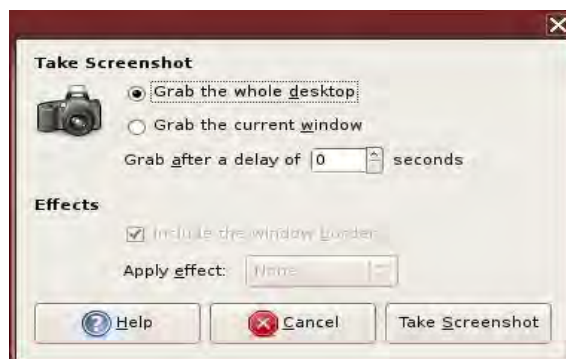 Take Screenshot
Grab the whole desktop
Grab the current window
Grab after a delay of 0 seconds
Effects
Include the window border
Apply effect: None
Help Cancel Take Screenshot